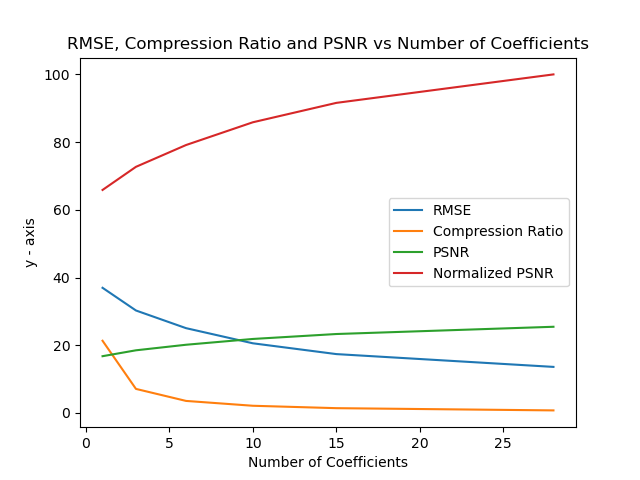 RMSE, Compression Ratio and PSNR vs Number of Coefficients
100
80
60
40
20
0
y - axis
RMSE
Compression Ratio
PSNR
Normalized PSNR
0 5 10 15 20 25
Number of Coefficients